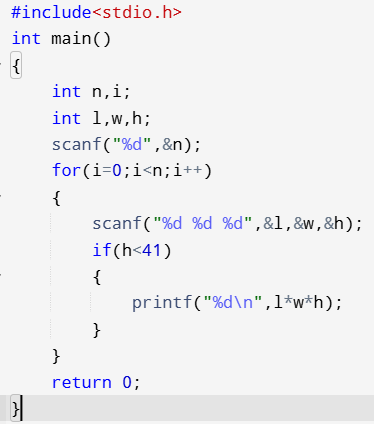 #include<stdio.h>
int main()
{
    int n,i;
    int l,w,h;
    scanf("%d",&n);
    for(i=0;i<n;i++)
    {
        scanf("%d %d %d",&l,&w,&h);
        if(h<41)
        {
            printf("%d\n",l*w*h);
        }
    }
    return 0;
}